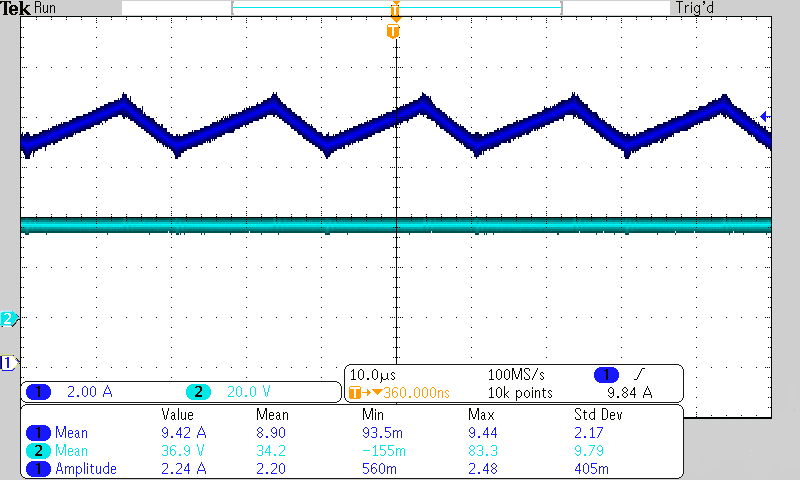 Tek Run Trig'd
T
T
2
1
1 2.00 A 2 20.0 V
10.0μs 100MS/s 1
T→▼360.000ns 10k points 9.84 A
Value Mean Min Max Std Dev
1 Mean 9.42 A 8.90 93.5m 9.44 2.17
2 Mean 36.9 V 34.2 −155m 83.3 9.79
1 Amplitude 2.24 A 2.20 560m 2.48 405m